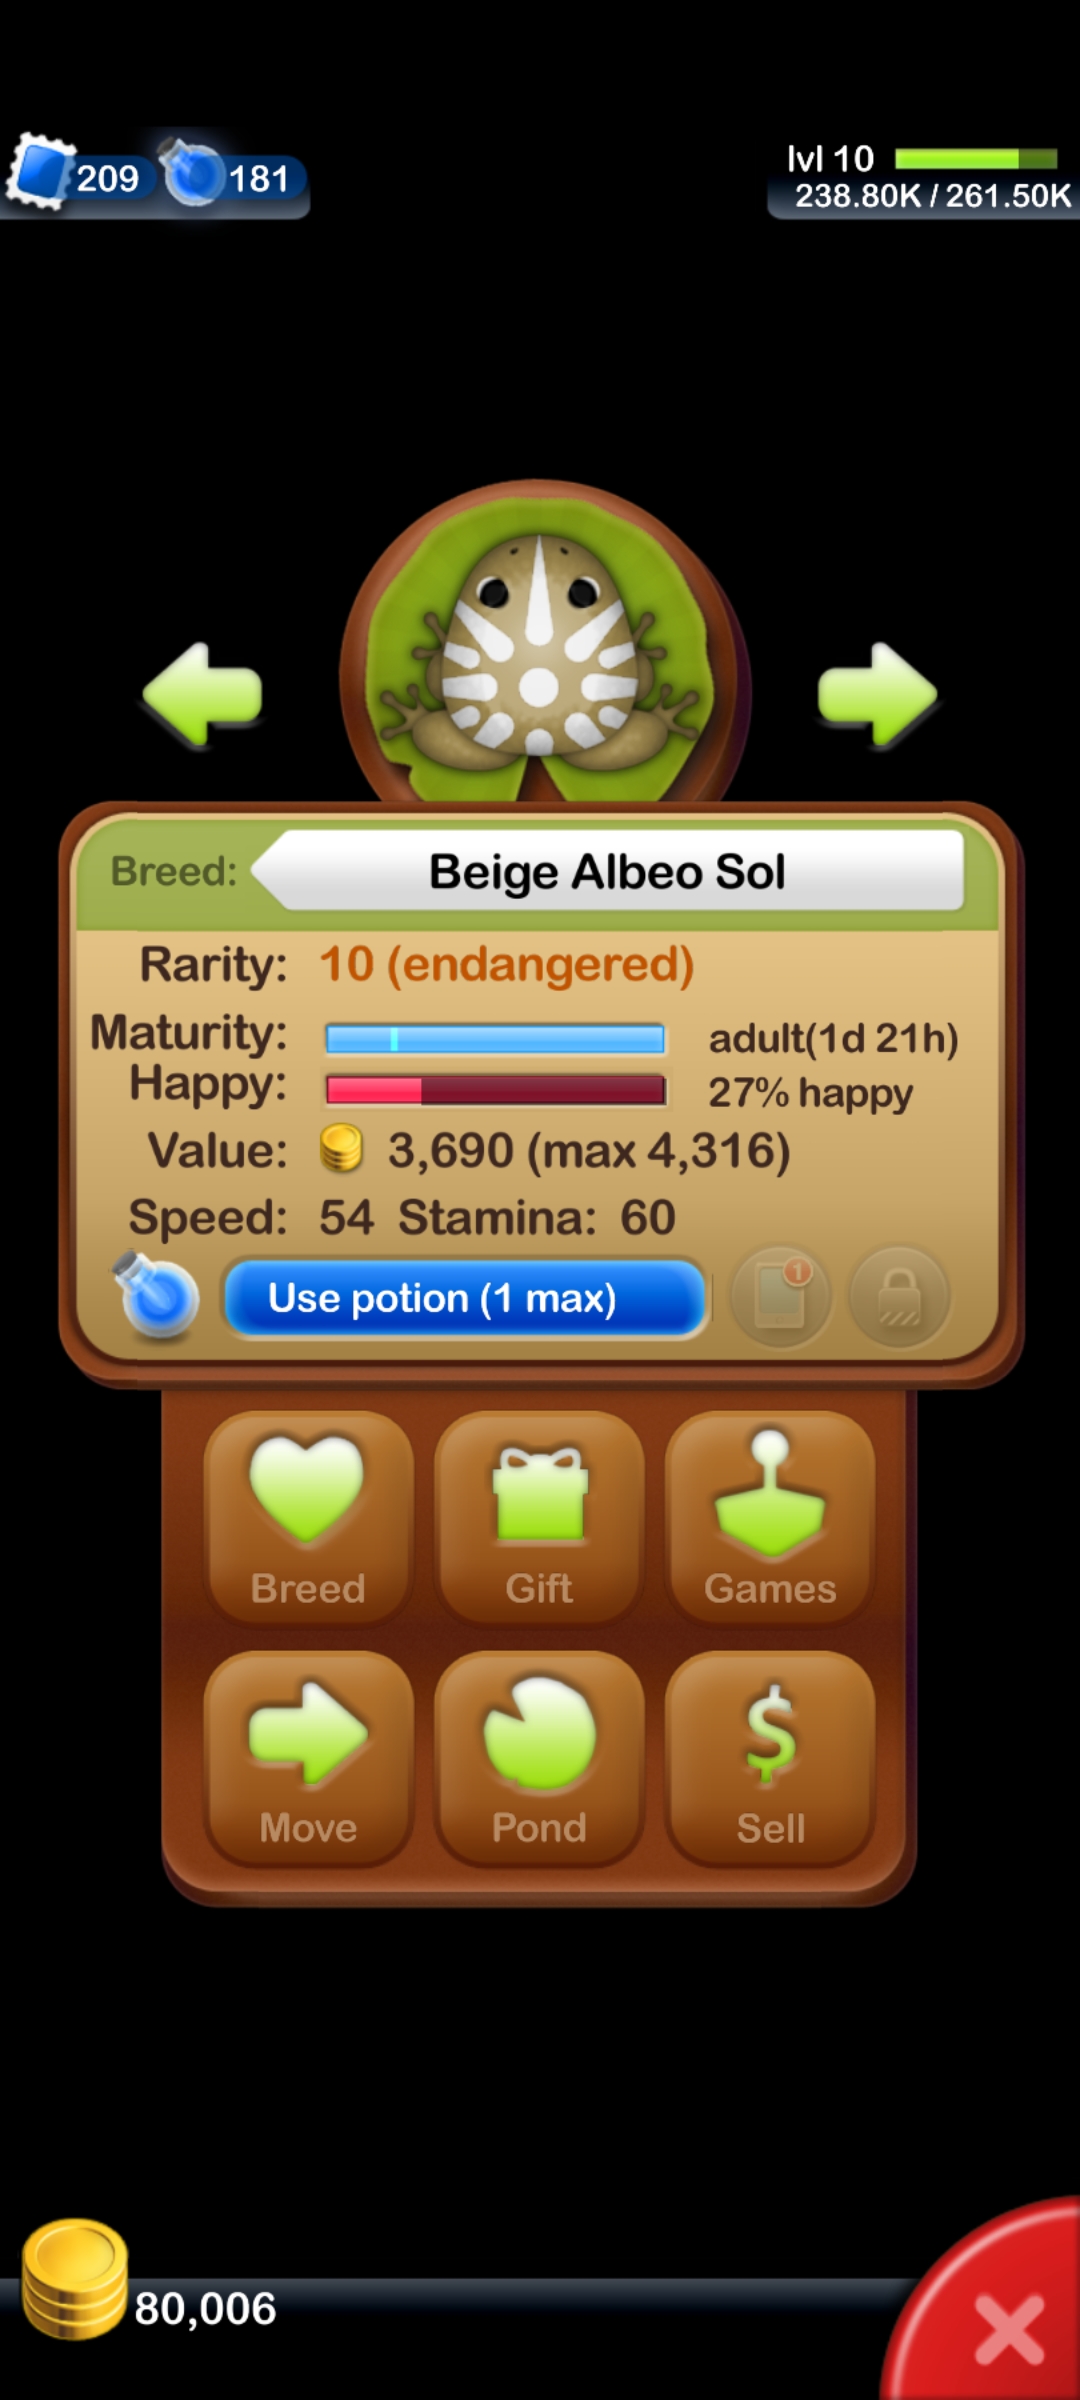 209 181
lvl 10
238.80K / 261.50K
Breed: Beige Albeo Sol
Rarity: 10 (endangered)
Maturity: adult(1d 21h)
Happy: 27% happy
Value: 3,690 (max 4,316)
Speed: 54 Stamina: 60
Use potion (1 max) 1
Breed Gift Games
Move Pond Sell
$
80,006